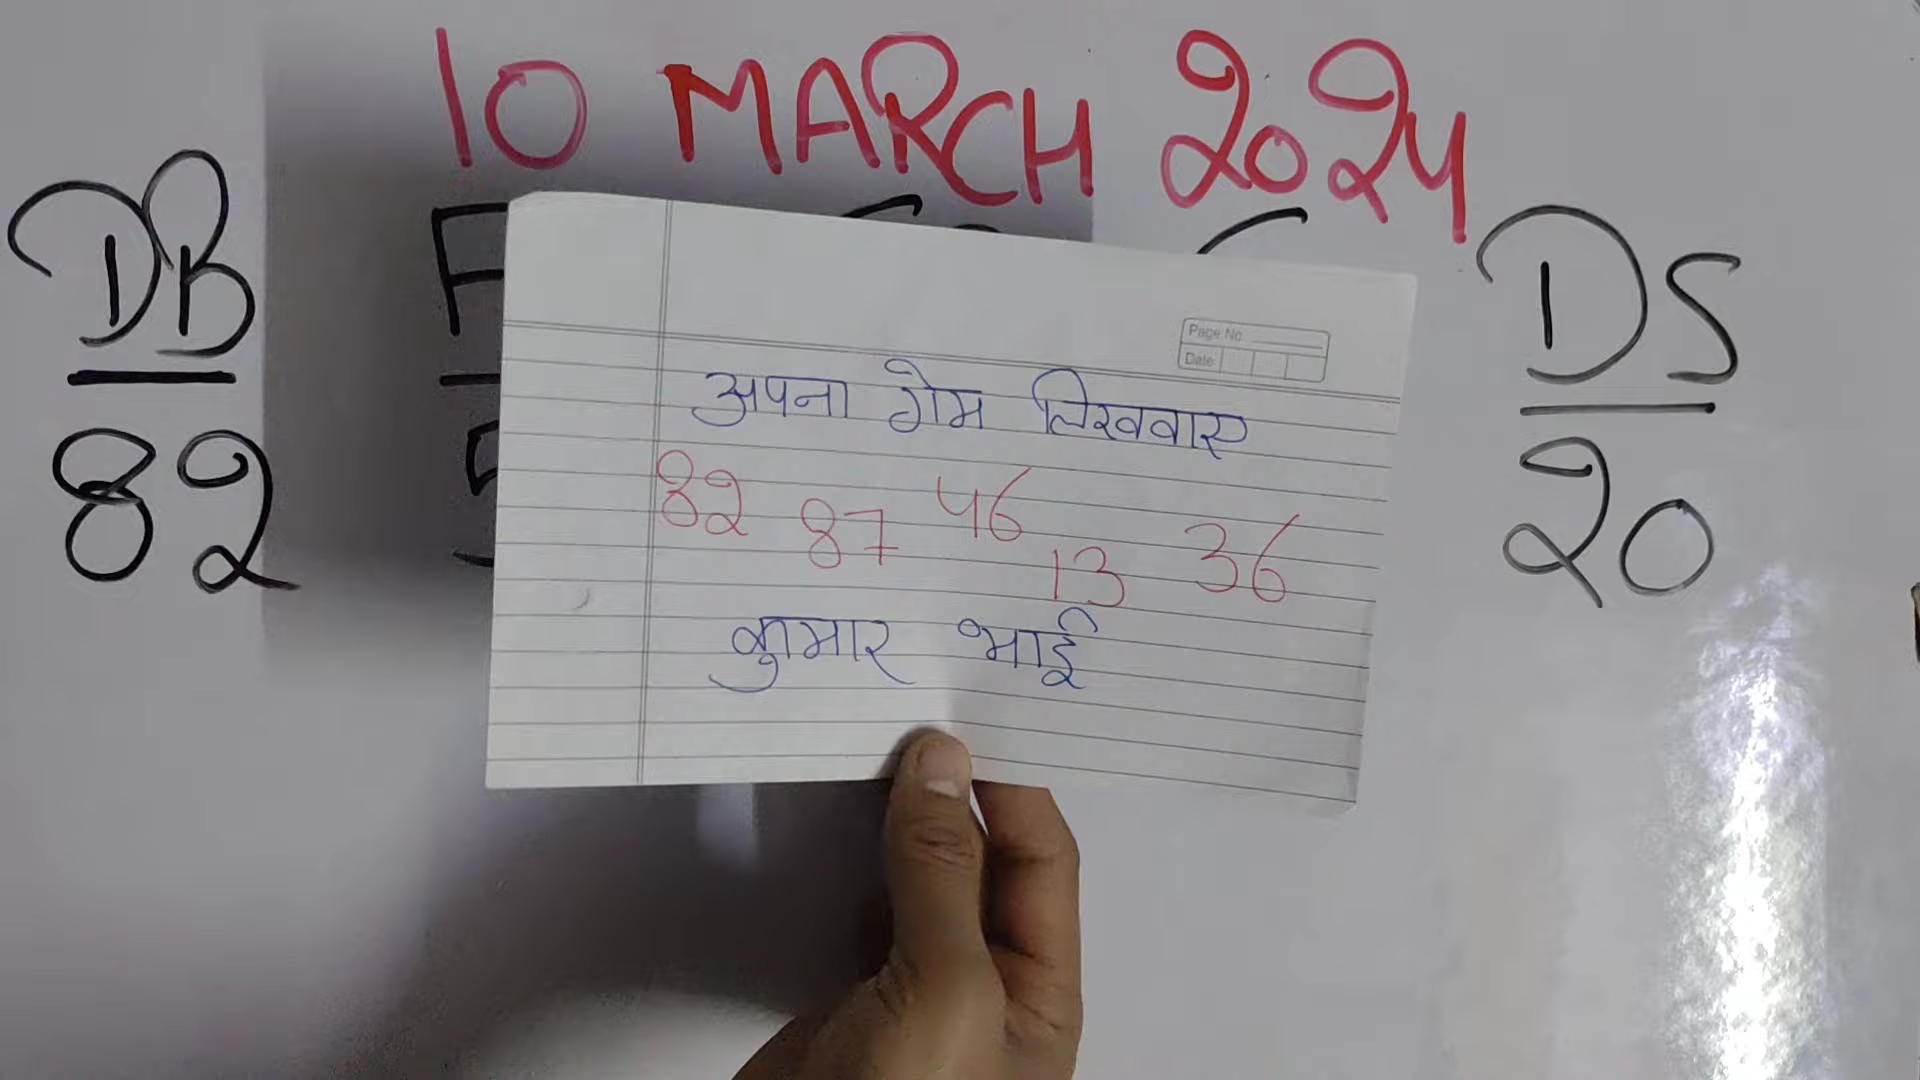 10 MARCH 2024
DB
DS
82
20
Page No
Date
अपना गेम लिखवाए
82 87 46 13 36
कुमार भाई